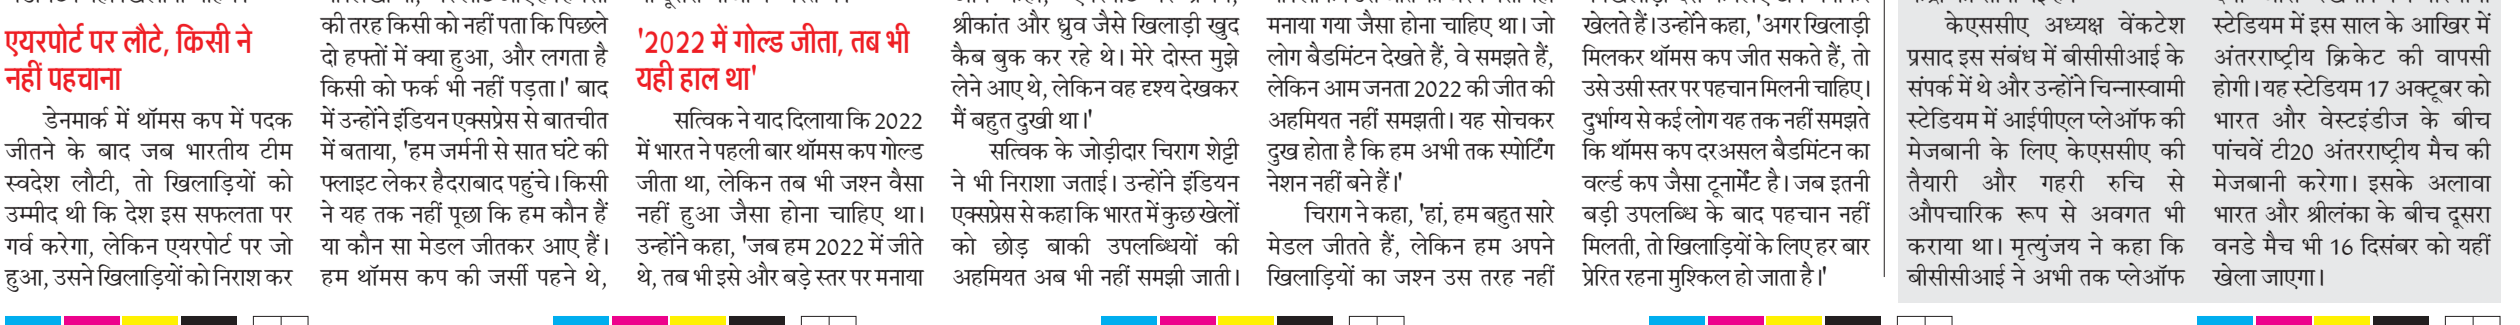 एयरपोर्ट पर लौटे, किसी ने
नहीं पहचाना
डेनमार्क में थॉमस कप में पदक
जीतने के बाद जब भारतीय टीम
स्वदेश लौटी, तो खिलाड़ियों को
उम्मीद थी कि देश इस सफलता पर
गर्व करेगा, लेकिन एयरपोर्ट पर जो
हुआ, उसने खिलाड़ियों को निराश कर
की तरह किसी को नहीं पता कि पिछले
दो हफ्तों में क्या हुआ, और लगता है
किसी को फर्क भी नहीं पड़ता।' बाद
में उन्होंने इंडियन एक्सप्रेस से बातचीत
में बताया, 'हम जर्मनी से सात घंटे की
फ्लाइट लेकर हैदराबाद पहुंचे। किसी
ने यह तक नहीं पूछा कि हम कौन हैं
या कौन सा मेडल जीतकर आए हैं।
हम थॉमस कप की जर्सी पहने थे,
'2022 में गोल्ड जीता, तब भी
यही हाल था'
सत्विक ने याद दिलाया कि 2022
में भारत ने पहली बार थॉमस कप गोल्ड
जीता था, लेकिन तब भी जश्न वैसा
नहीं हुआ जैसा होना चाहिए था।
उन्होंने कहा, 'जब हम 2022 में जीते
थे, तब भी इसे और बड़े स्तर पर मनाया
श्रीकांत और ध्रुव जैसे खिलाड़ी खुद
कैब बुक कर रहे थे। मेरे दोस्त मुझे
लेने आए थे, लेकिन वह दृश्य देखकर
मैं बहुत दुखी था।'
सत्विक के जोड़ीदार चिराग शेट्टी
ने भी निराशा जताई। उन्होंने इंडियन
एक्सप्रेस से कहा कि भारत में कुछ खेलों
को छोड़ बाकी उपलब्धियों की
अहमियत अब भी नहीं समझी जाती।
मनाया गया जैसा होना चाहिए था। जो
लोग बैडमिंटन देखते हैं, वे समझते हैं,
लेकिन आम जनता 2022 की जीत की
अहमियत नहीं समझती। यह सोचकर
दुख होता है कि हम अभी तक स्पोर्टिंग
नेशन नहीं बने हैं।'
चिराग ने कहा, 'हां, हम बहुत सारे
मेडल जीतते हैं, लेकिन हम अपने
खिलाड़ियों का जश्न उस तरह नहीं
खेलते हैं। उन्होंने कहा, 'अगर खिलाड़ी
मिलकर थॉमस कप जीत सकते हैं, तो
उसे उसी स्तर पर पहचान मिलनी चाहिए।
दुर्भाग्य से कई लोग यह तक नहीं समझते
कि थॉमस कप दरअसल बैडमिंटन का
वर्ल्ड कप जैसा टूनार्मेंट है। जब इतनी
बड़ी उपलब्धि के बाद पहचान नहीं
मिलती, तो खिलाड़ियों के लिए हर बार
प्रेरित रहना मुश्किल हो जाता है।'
केएससीए अध्यक्ष वेंकटेश
प्रसाद इस संबंध में बीसीसीआई के
संपर्क में थे और उन्होंने चिन्नास्वामी
स्टेडियम में आईपीएल प्लेऑफ की
मेजबानी के लिए केएससीए की
तैयारी और गहरी रुचि से
औपचारिक रूप से अवगत भी
कराया था। मृत्युंजय ने कहा कि
बीसीसीआई ने अभी तक प्लेऑफ
स्टेडियम में इस साल के आखिर में
अंतरराष्ट्रीय क्रिकेट की वापसी
होगी। यह स्टेडियम 17 अक्टूबर को
भारत और वेस्टइंडीज के बीच
पांचवें टी20 अंतरराष्ट्रीय मैच की
मेजबानी करेगा। इसके अलावा
भारत और श्रीलंका के बीच दूसरा
वनडे मैच भी 16 दिसंबर को यहीं
खेला जाएगा।